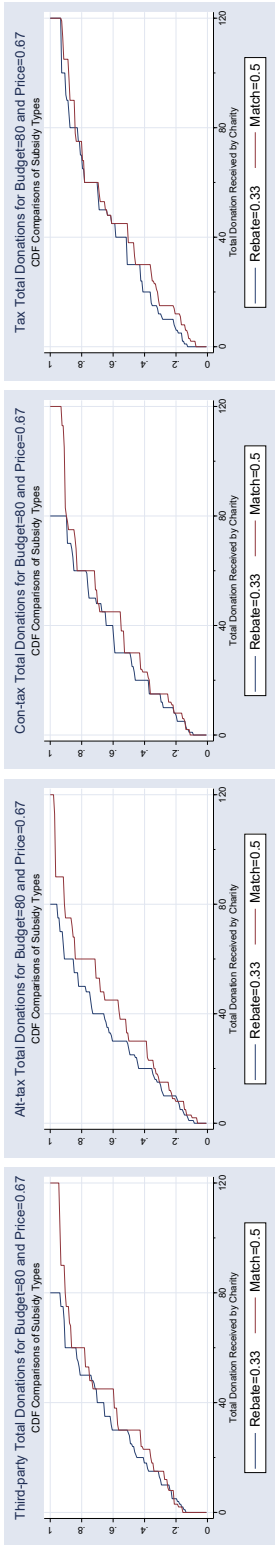 Third-party Total Donations for Budget=80 and Price=0.67
CDF Comparisons of Subsidy Types
1
.8
.6
.4
.2
0
0
40
80
120
Total Donation Received by Charity
Rebate=0.33
Match=0.5
Alt-tax Total Donations for Budget=80 and Price=0.67
CDF Comparisons of Subsidy Types
1
.8
.6
.4
.2
0
0
40
80
120
Total Donation Received by Charity
Rebate=0.33
Match=0.5
Con-tax Total Donations for Budget=80 and Price=0.67
CDF Comparisons of Subsidy Types
1
.8
.6
.4
.2
0
0
40
80
120
Total Donation Received by Charity
Rebate=0.33
Match=0.5
Tax Total Donations for Budget=80 and Price=0.67
CDF Comparisons of Subsidy Types
1
.8
.6
.4
.2
0
0
40
80
120
Total Donation Received by Charity
Rebate=0.33
Match=0.5